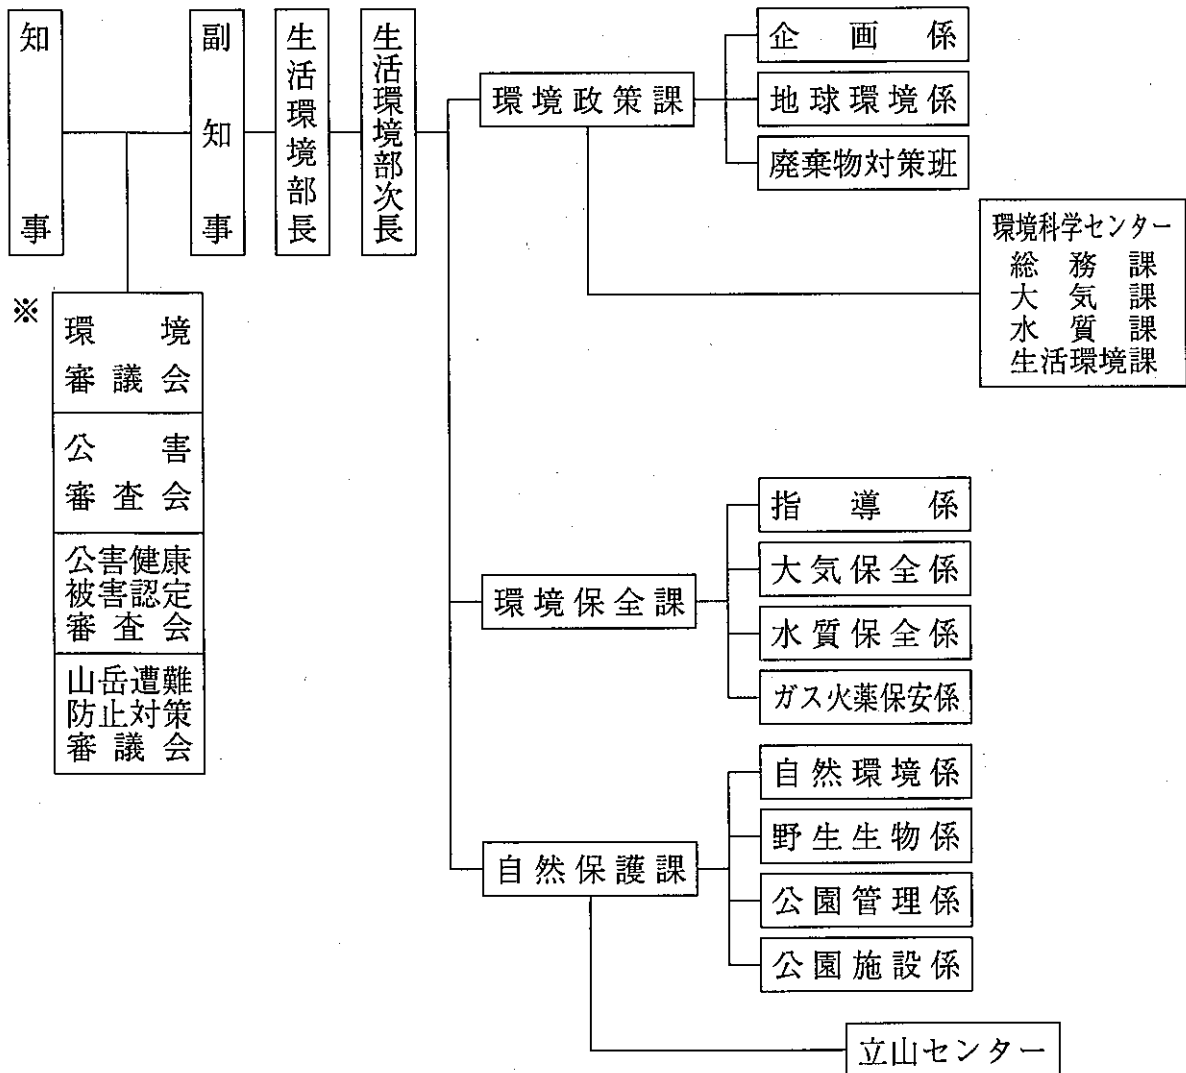 知事
副知事
生活環境部長
生活環境部次長
※
環境
審議会
公害
審査会
公害健康
被害認定
審査会
山岳遭難
防止対策
審議会
環境政策課
企画係
地球環境係
廃棄物対策班
環境科学センター
総務課
大気課
水質課
生活環境課
環境保全課
指導係
大気保全係
水質保全係
ガス火薬保安係
自然保護課
自然環境係
野生生物係
公園管理係
公園施設係
立山センター